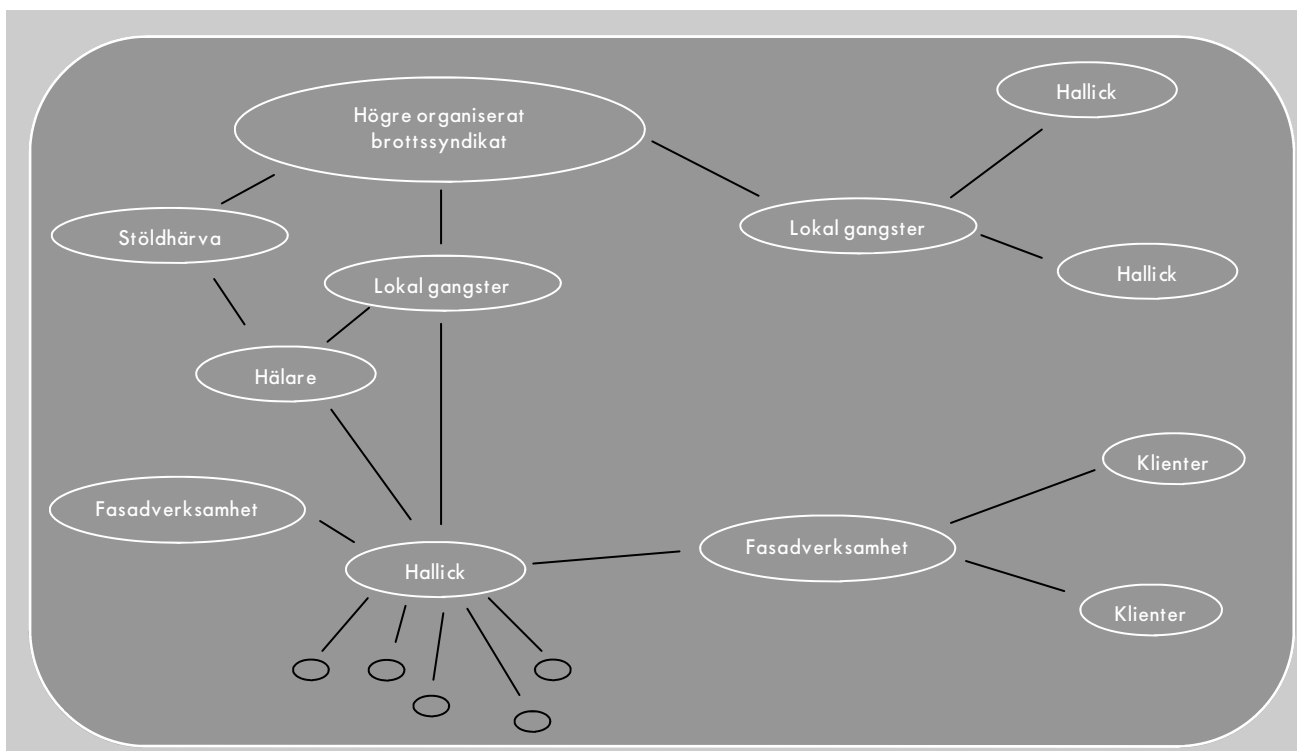 Högre organiserat
brottssyndikat
Hallick
Lokal gangster
Stöldhärva
Hallick
Lokal gangster
Hälare
Klienter
Fasadverksamhet
Fasadverksamhet
Hallick
Klienter